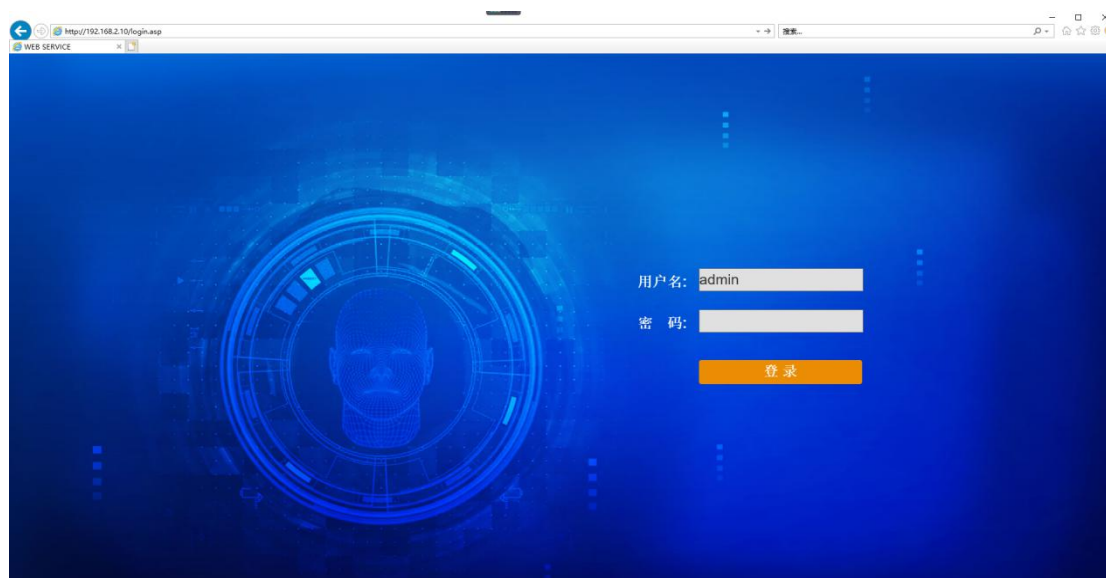 http://192.168.2.10/login.asp
搜索...
WEB SERVICE
用户名: admin
密 码:
登 录